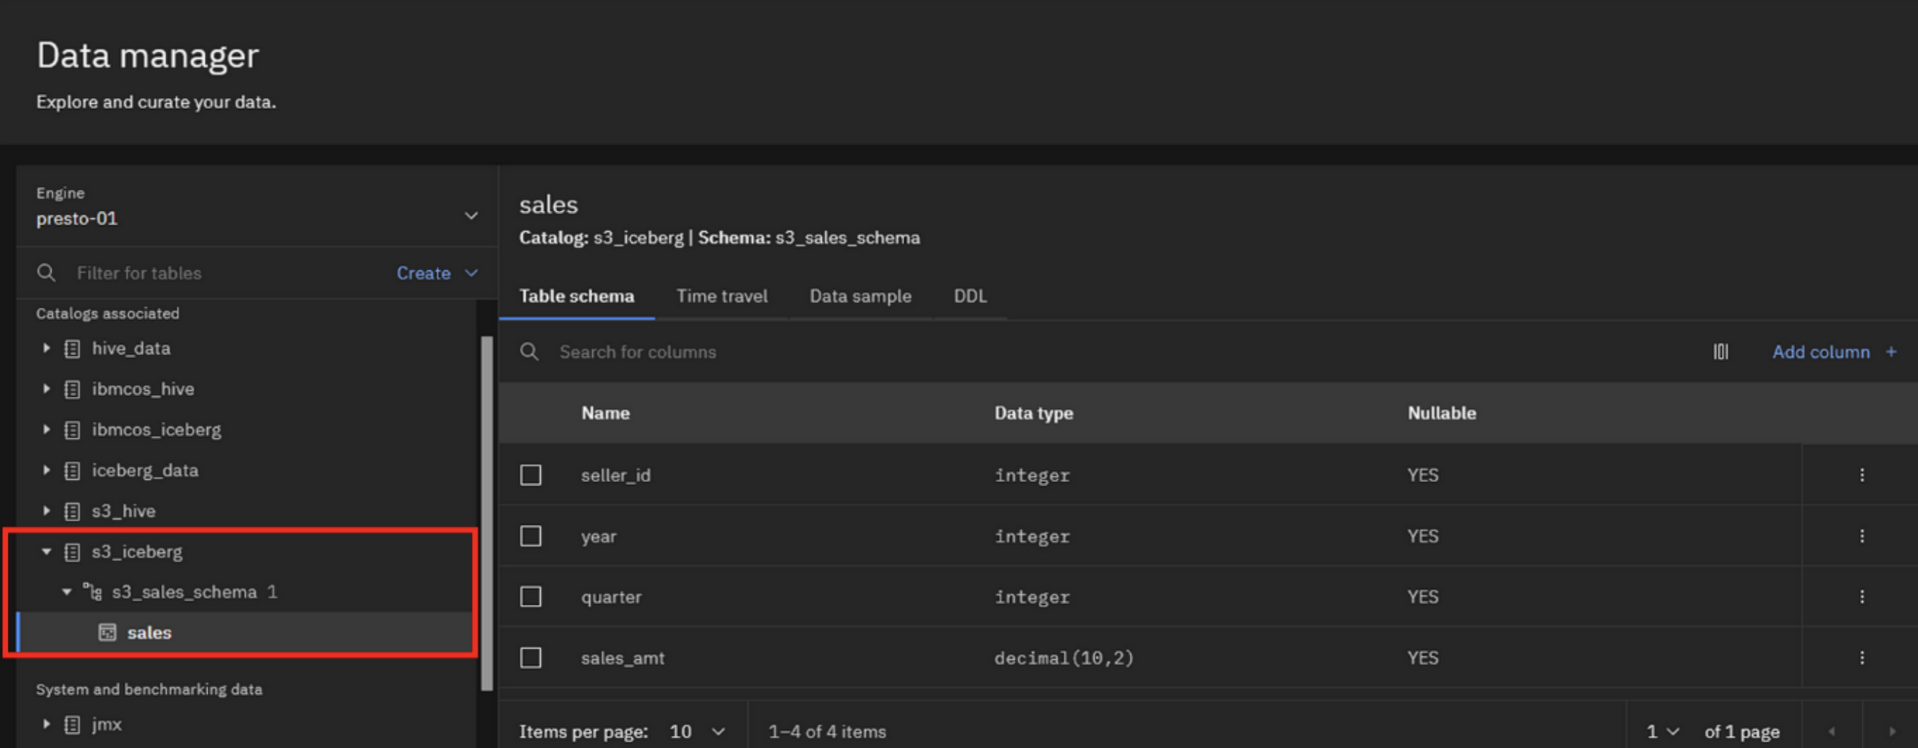 Data manager
Explore and curate your data.
Engine
presto-01
Filter for tables
Create
Catalogs associated
hive_data
ibmcos_hive
ibmcos_iceberg
iceberg_data
s3_hive
s3_iceberg
s3_sales_schema 1
sales
System and benchmarking data
jmx
sales
Catalog: s3_iceberg | Schema: s3_sales_schema
Table schema Time travel Data sample DDL
Search for columns
Add column +
Name Data type Nullable
seller_id integer YES
year integer YES
quarter integer YES
sales_amt decimal(10,2) YES
Items per page: 10 1–4 of 4 items 1 of 1 page